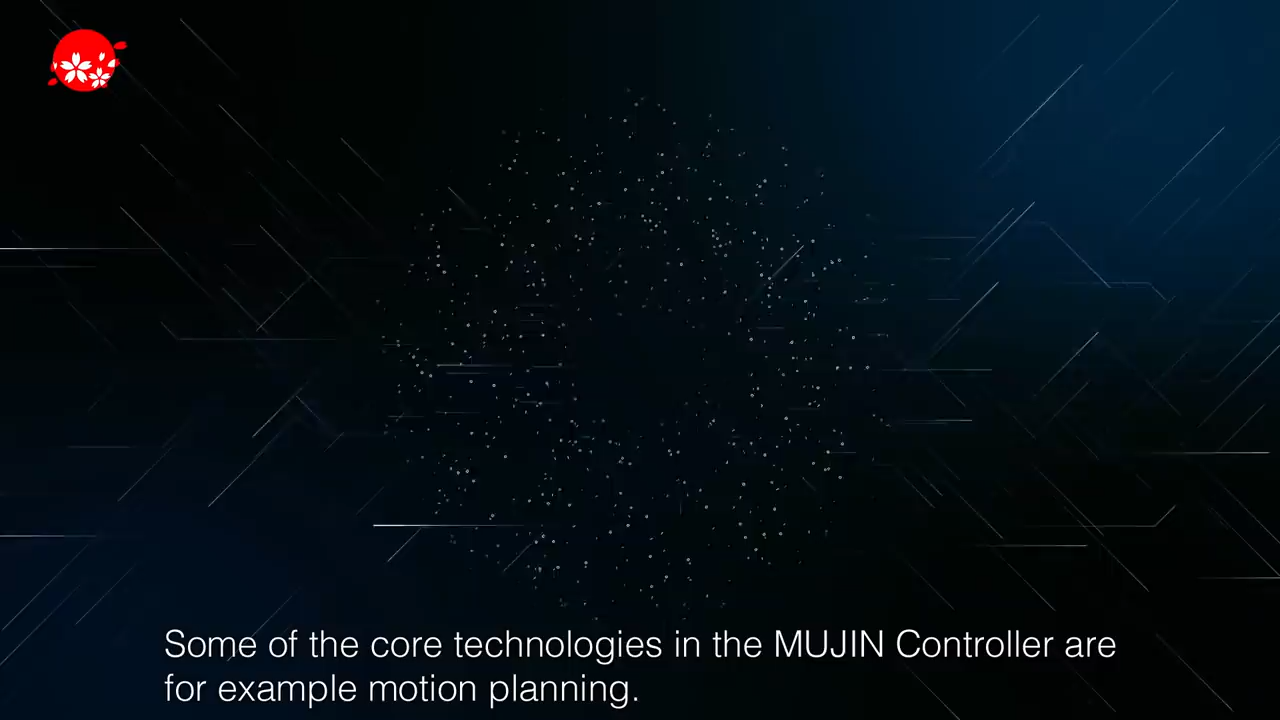 Some of the core technologies in the MUJIN Controller are
for example motion planning.